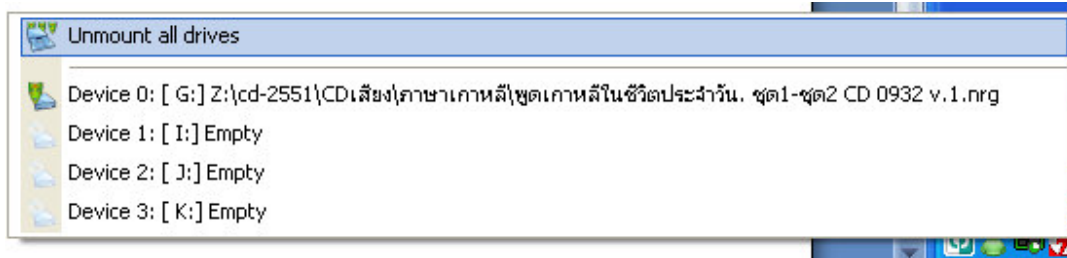 Unmount all drives
Device 0: [ G:] Z:\cd-2551\CDเสียง\ภาษาเกาหลี\พูดเกาหลีในชีวิตประจำวัน. ชุด1-ชุด2 CD 0932 v.1.nrg
Device 1: [ I:] Empty
Device 2: [ J:] Empty
Device 3: [ K:] Empty